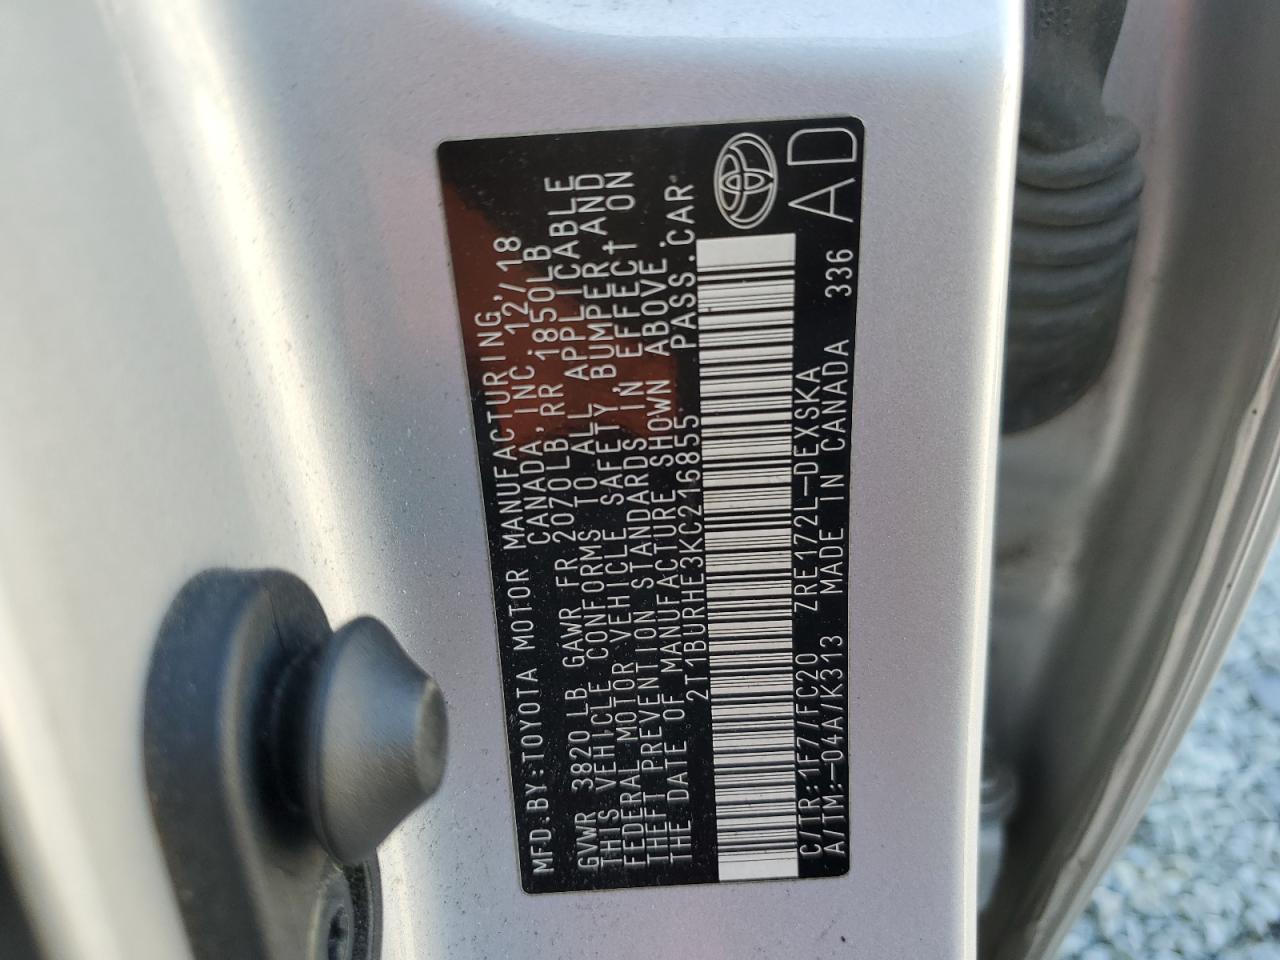 MFD.BY:TOYOTA MOTOR MANUFACTURING,
CANADA, INC. 12/18
GVWR 3820 LB GAWR FR 2070LB, RR 1850LB
THIS VEHICLE CONFORMS TO ALL APPLICABLE
FEDERAL MOTOR VEHICLE SAFETY, BUMPER, AND
THEFT PREVENTION STANDARDS IN EFFECT ON
THE DATE OF MANUFACTURE SHOWN ABOVE.
2T1BURHE3KC216855 PASS.CAR
C/TR:1F7/FC20 ZRE172L-DEXSKA
A/TM:-04A/K313 MADE IN CANADA 336
AD